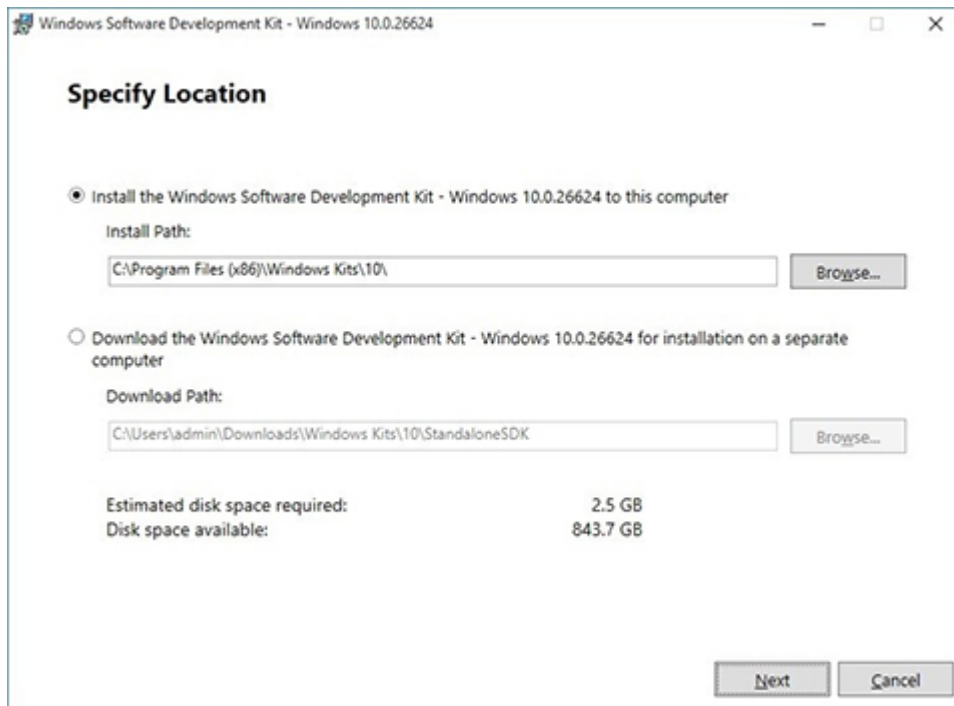 Windows Software Development Kit - Windows 10.0.26624
Specify Location
Install the Windows Software Development Kit - Windows 10.0.26624 to this computer
Install Path:
C:\Program Files (x86)\Windows Kits\10\
Browse...
Download the Windows Software Development Kit - Windows 10.0.26624 for installation on a separate
computer
Download Path:
C:\Users\admin\Downloads\Windows Kits\10\StandaloneSDK
Browse...
Estimated disk space required: 2.5 GB
Disk space available: 843.7 GB
Next
Cancel